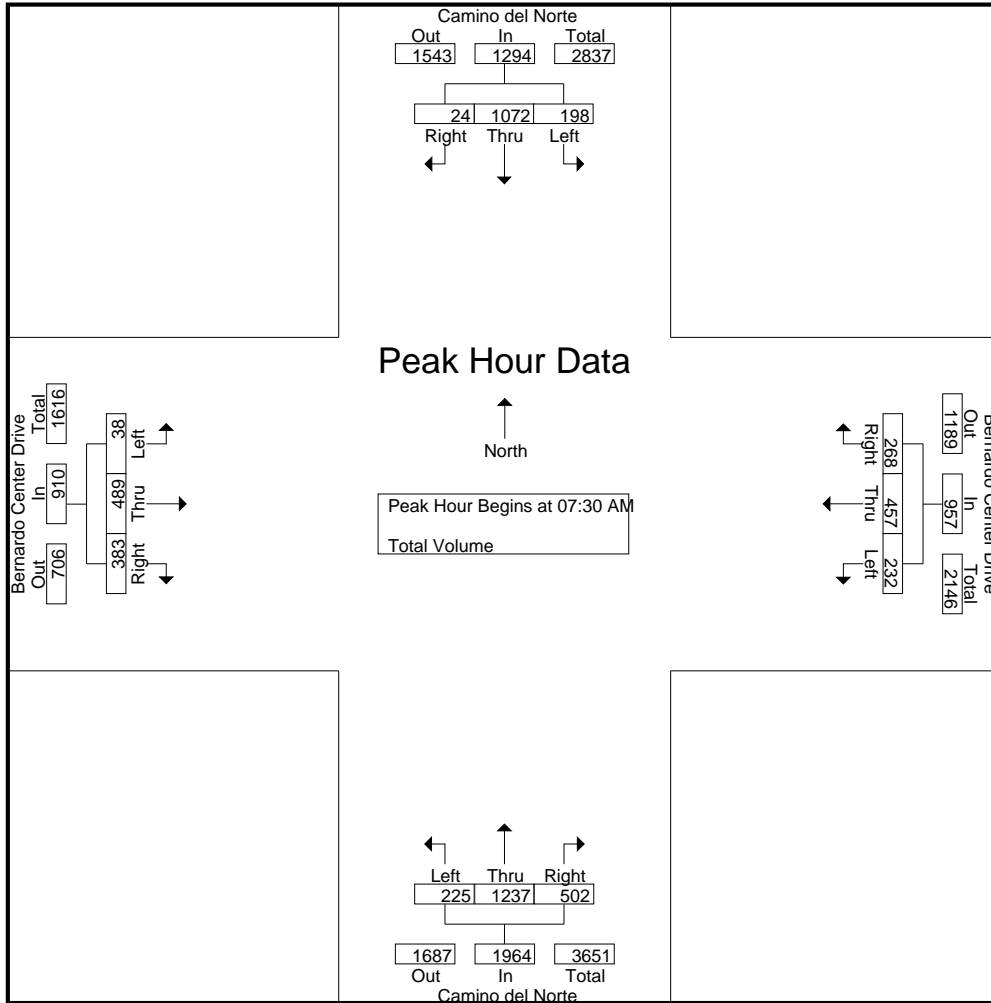 Camino del Norte
Out In Total
1543 1294 2837
24 1072 198
Right Thru Left
Peak Hour Data
North
Peak Hour Begins at 07:30 AM
Total Volume
Bernardo Center Drive
Total In Out
1616 910 706
38 489 383
Left Thru Right
Bernardo Center Drive
Out In Total
1189 957 2146
268 457 232
Right Thru Left
Left Thru Right
225 1237 502
1687 1964 3651
Out In Total
Camino del Norte